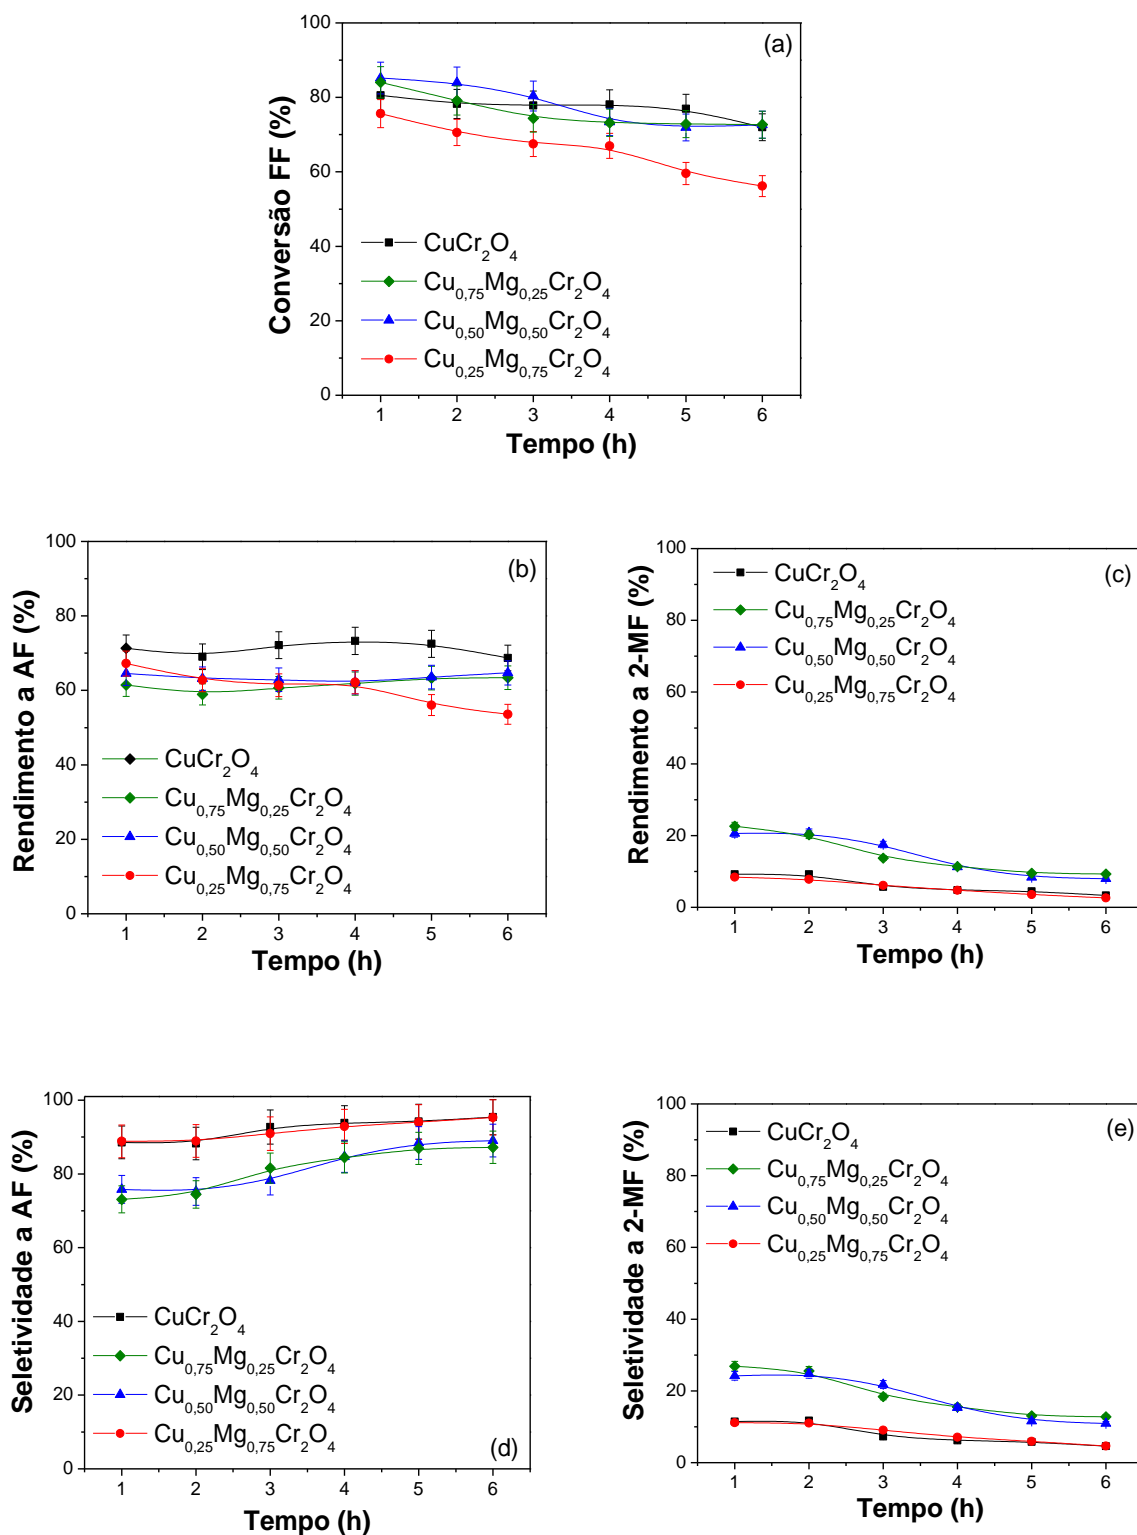 (a)
Conversão FF (%)
100
80
60
40
20
0
CuCr2O4
Cu0,75Mg0,25Cr2O4
Cu0,50Mg0,50Cr2O4
Cu0,25Mg0,75Cr2O4
1 2 3 4 5 6
Tempo (h)
(b)
Rendimento a AF (%)
100
80
60
40
20
0
CuCr2O4
Cu0,75Mg0,25Cr2O4
Cu0,50Mg0,50Cr2O4
Cu0,25Mg0,75Cr2O4
1 2 3 4 5 6
Tempo (h)
(c)
Rendimento a 2-MF (%)
100
80
60
40
20
0
CuCr2O4
Cu0,75Mg0,25Cr2O4
Cu0,50Mg0,50Cr2O4
Cu0,25Mg0,75Cr2O4
1 2 3 4 5 6
Tempo (h)
Seletividade a AF (%)
100
80
60
40
20
0
CuCr2O4
Cu0,75Mg0,25Cr2O4
Cu0,50Mg0,50Cr2O4
Cu0,25Mg0,75Cr2O4
(d)
1 2 3 4 5 6
Tempo (h)
(e)
Seletividade a 2-MF (%)
100
80
60
40
20
0
CuCr2O4
Cu0,75Mg0,25Cr2O4
Cu0,50Mg0,50Cr2O4
Cu0,25Mg0,75Cr2O4
1 2 3 4 5 6
Tempo (h)